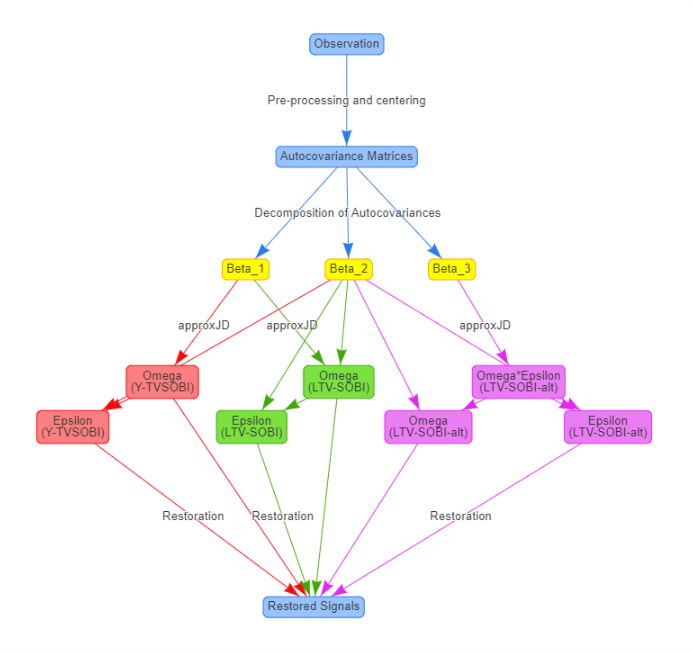 Observation
Pre-processing and centering
Autocovariance Matrices
Decomposition of Autocovariances
Beta_1
Beta_2
Beta_3
approxJD
approxJD
approxJD
Omega
(Y-TVSOBI)
Omega
(LTV-SOBI)
Omega*Epsilon
(LTV-SOBI-alt)
Epsilon
(Y-TVSOBI)
Epsilon
(LTV-SOBI)
Omega
(LTV-SOBI-alt)
Epsilon
(LTV-SOBI-alt)
Restoration
Restoration
Restoration
Restored Signals